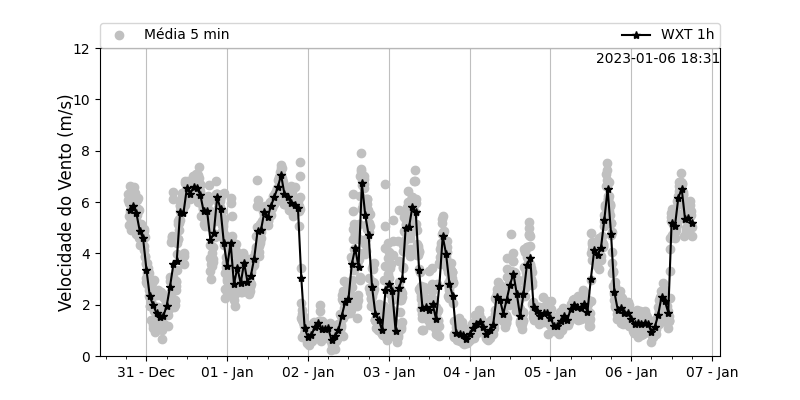 Média 5 min
WXT 1h
2023-01-06 18:31
Velocidade do Vento (m/s)
12
10
8
6
4
2
0
31 - Dec
01 - Jan
02 - Jan
03 - Jan
04 - Jan
05 - Jan
06 - Jan
07 - Jan